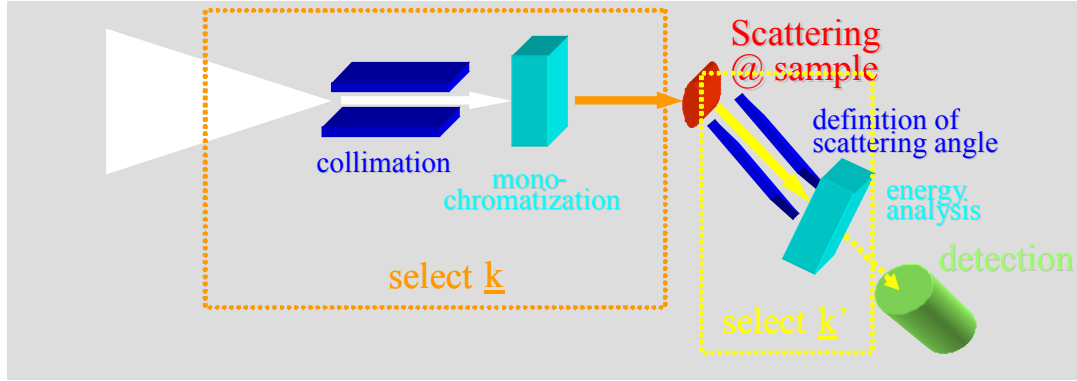 collimation
mono-
chromatization
select k
Scattering
@ sample
definition of
scattering angle
energy
analysis
detection
select k'